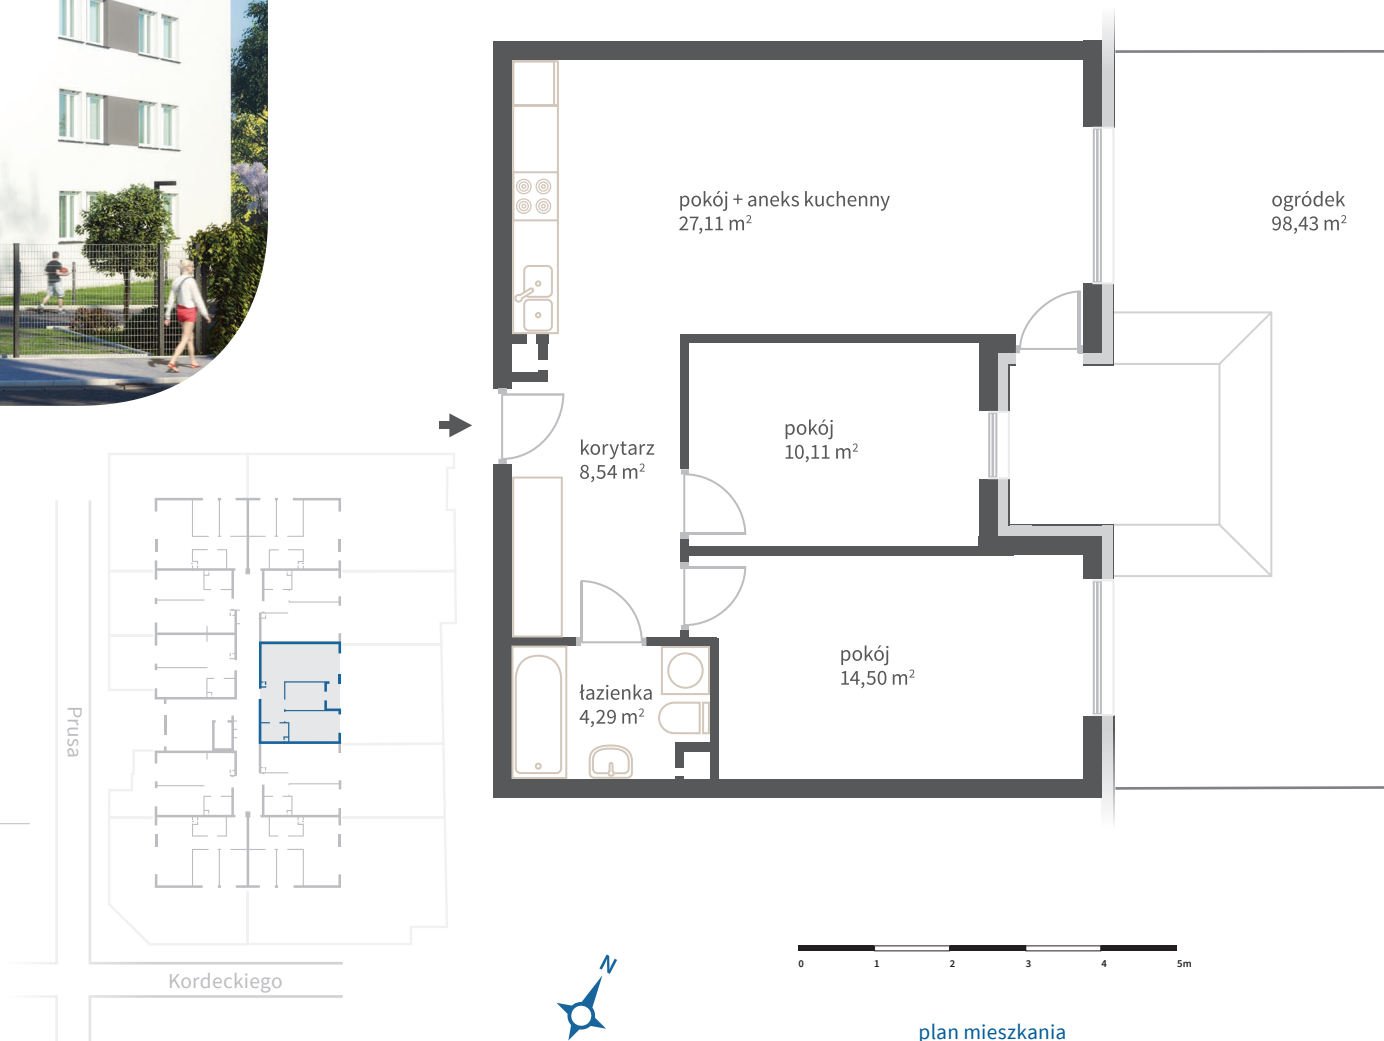 pokój + aneks kuchenny
27,11 m²
ogródek
98,43 m²
pokój
10,11 m²
korytarz
8,54 m²
pokój
14,50 m²
łazienka
4,29 m²
Prusa
Kordeckiego
N
0 1 2 3 4 5m
plan mieszkania